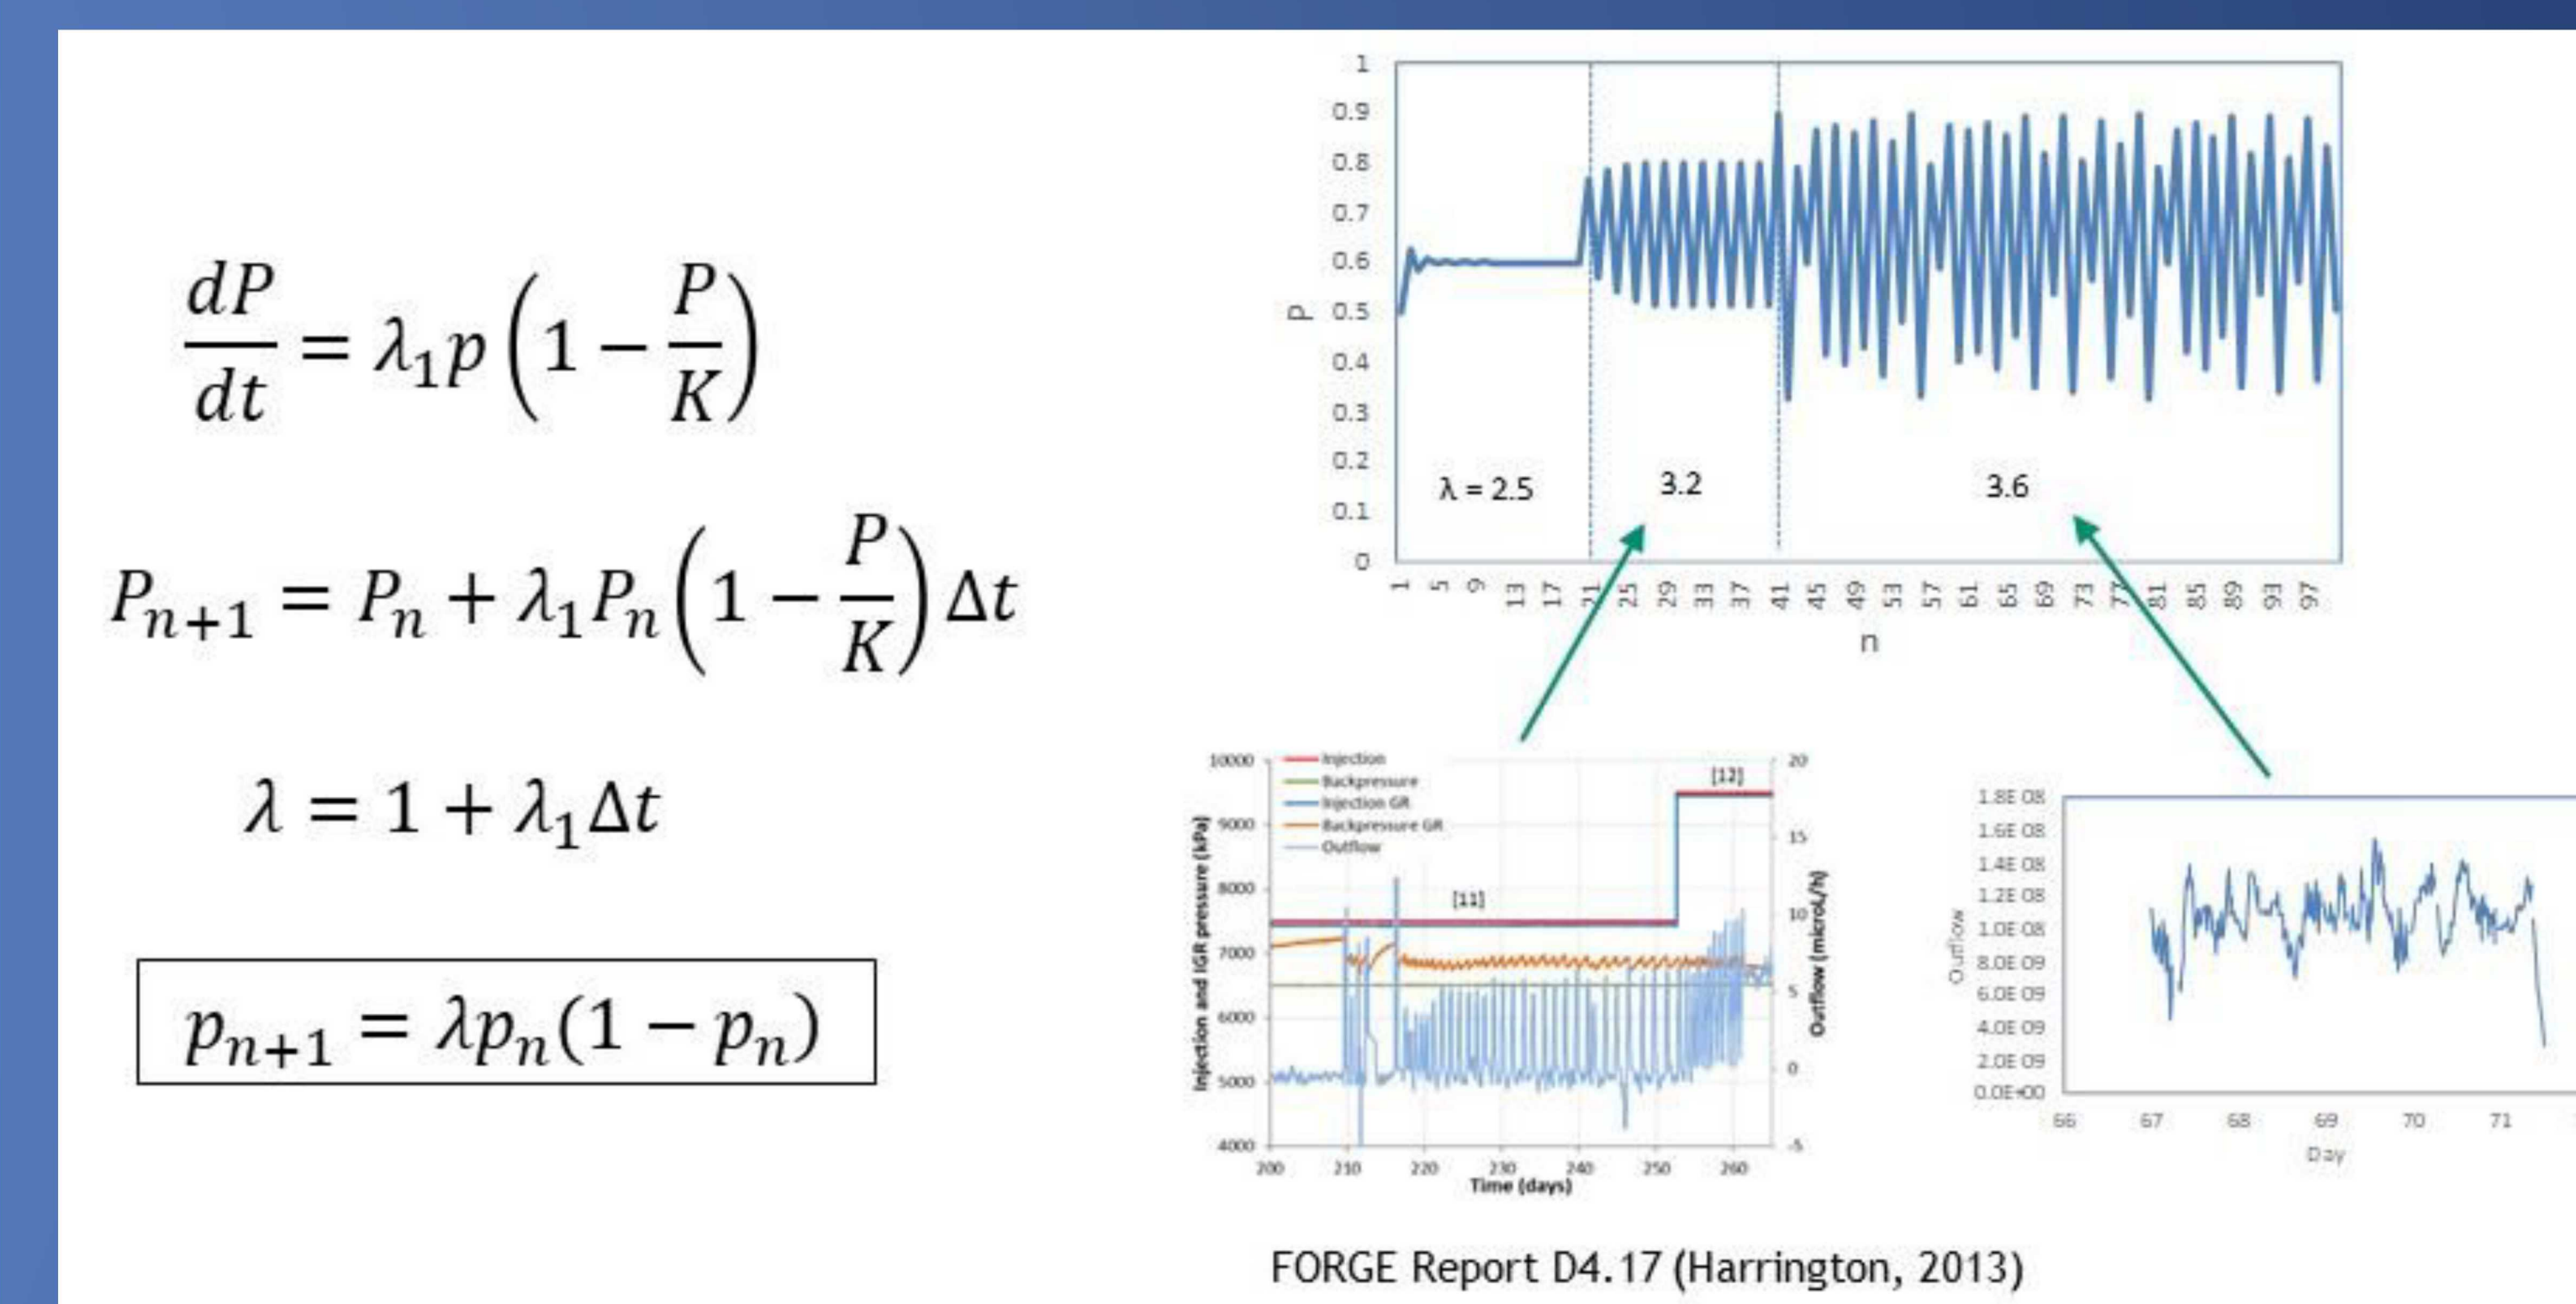 dP/dt = λ₁p(1 − P/K)
Pₙ₊₁ = Pₙ + λ₁Pₙ(1 − P/K)Δt
λ = 1 + λ₁Δt
pₙ₊₁ = λpₙ(1 − pₙ)
1
0.9
0.8
0.7
0.6
0.5
0.4
0.3
0.2
0.1
0
P
λ = 2.5
3.2
3.6
1 5 9 13 17 21 25 29 33 37 41 45 49 53 57 61 65 69 73 77 81 85 89 93 97
n
Injection
Backpressure
Injection GR
Backpressure GR
Outflow
[11]
[12]
Injection and IGR pressure (kPa)
10000
9000
8000
7000
6000
5000
4000
20
15
10
5
0
-5
Outflow (microL/h)
200 210 220 230 240 250 260
Time (days)
Outflow
1.8E 08
1.6E 08
1.4E 08
1.2E 08
1.0E 08
8.0E 09
6.0E 09
4.0E 09
2.0E 09
0.0E+00
66 67 68 69 70 71
Day
FORGE Report D4.17 (Harrington, 2013)